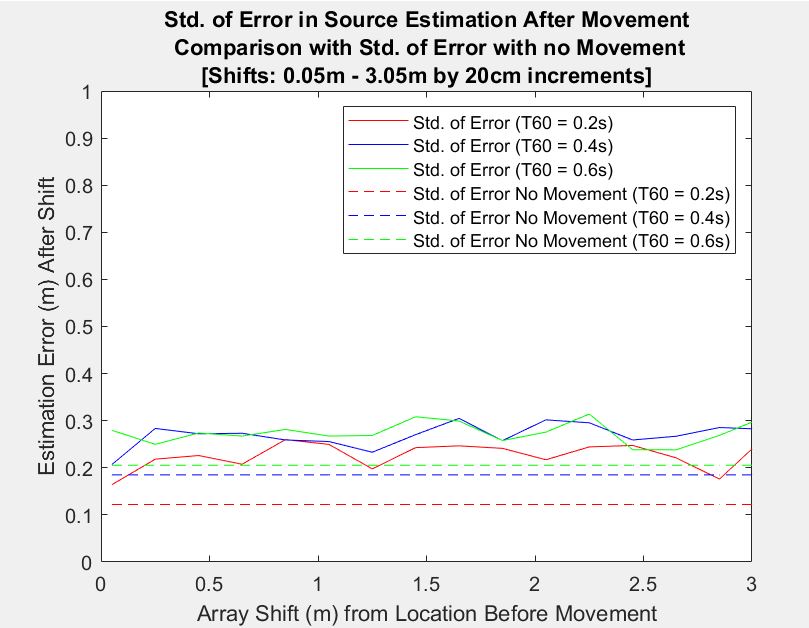 Std. of Error in Source Estimation After Movement
Comparison with Std. of Error with no Movement
[Shifts: 0.05m - 3.05m by 20cm increments]
1
0.9
0.8
0.7
0.6
0.5
0.4
0.3
0.2
0.1
0
Estimation Error (m) After Shift
Std. of Error (T60 = 0.2s)
Std. of Error (T60 = 0.4s)
Std. of Error (T60 = 0.6s)
Std. of Error No Movement (T60 = 0.2s)
Std. of Error No Movement (T60 = 0.4s)
Std. of Error No Movement (T60 = 0.6s)
0 0.5 1 1.5 2 2.5 3
Array Shift (m) from Location Before Movement